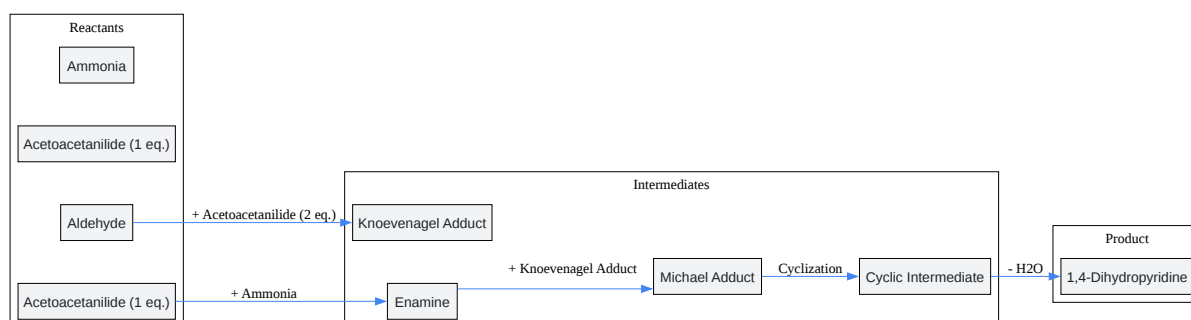 Reactants
Ammonia
Acetoacetanilide (1 eq.)
Aldehyde
+ Acetoacetanilide (2 eq.)
Acetoacetanilide (1 eq.)
+ Ammonia
Intermediates
Knoevenagel Adduct
Enamine
+ Knoevenagel Adduct
Michael Adduct
Cyclization
Cyclic Intermediate
- H2O
Product
1,4-Dihydropyridine